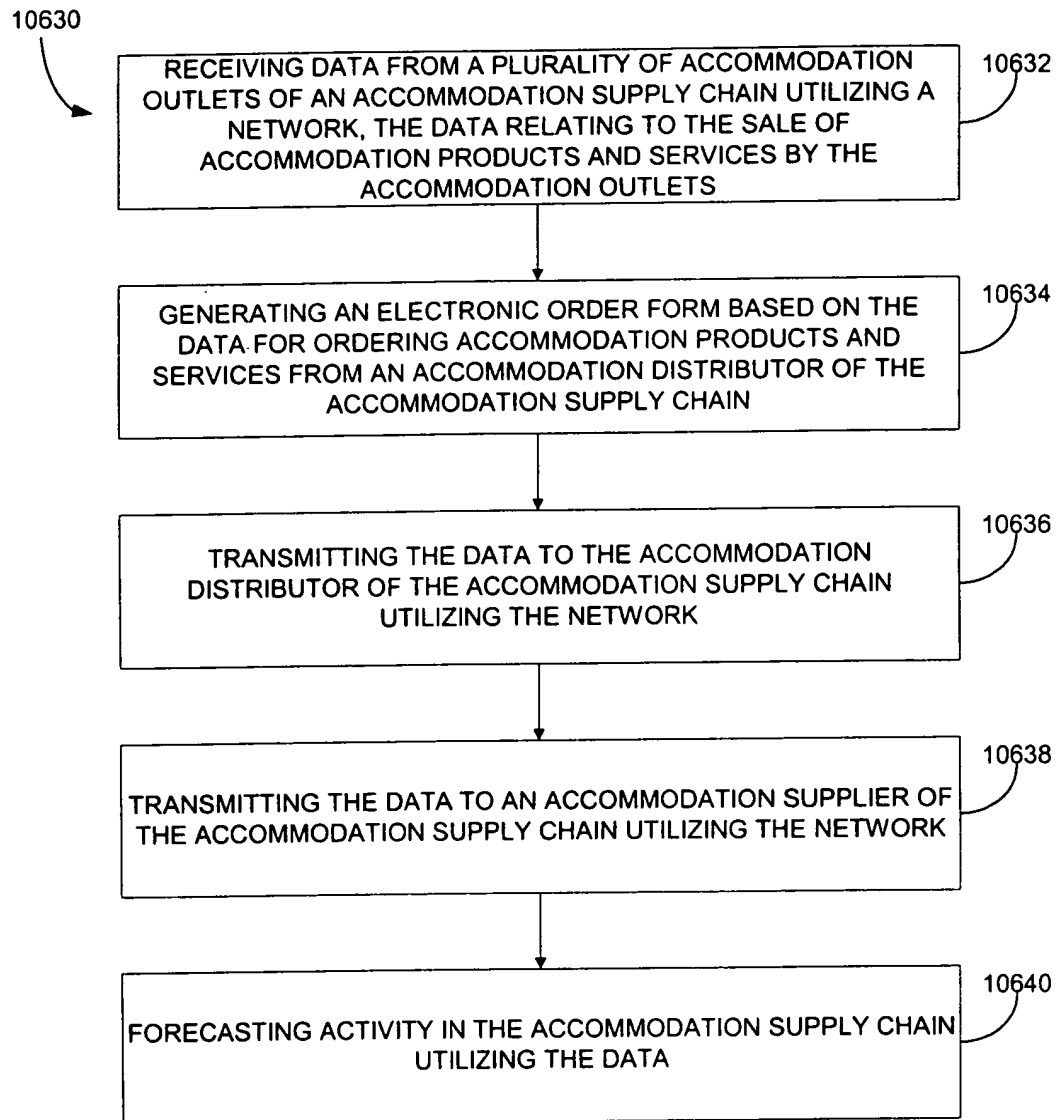 10630
RECEIVING DATA FROM A PLURALITY OF ACCOMMODATION
OUTLETS OF AN ACCOMMODATION SUPPLY CHAIN UTILIZING A
NETWORK, THE DATA RELATING TO THE SALE OF
ACCOMMODATION PRODUCTS AND SERVICES BY THE
ACCOMMODATION OUTLETS
10632
GENERATING AN ELECTRONIC ORDER FORM BASED ON THE
DATA FOR ORDERING ACCOMMODATION PRODUCTS AND
SERVICES FROM AN ACCOMMODATION DISTRIBUTOR OF THE
ACCOMMODATION SUPPLY CHAIN
10634
TRANSMITTING THE DATA TO THE ACCOMMODATION
DISTRIBUTOR OF THE ACCOMMODATION SUPPLY CHAIN
UTILIZING THE NETWORK
10636
TRANSMITTING THE DATA TO AN ACCOMMODATION SUPPLIER OF
THE ACCOMMODATION SUPPLY CHAIN UTILIZING THE NETWORK
10638
FORECASTING ACTIVITY IN THE ACCOMMODATION SUPPLY CHAIN
UTILIZING THE DATA
10640